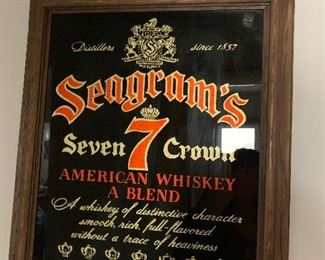 Distillers since 1857
Seagram's
Seven 7 Crown
AMERICAN WHISKEY
A BLEND
A whiskey of distinctive character
smooth, rich, full-flavored
without a trace of heaviness